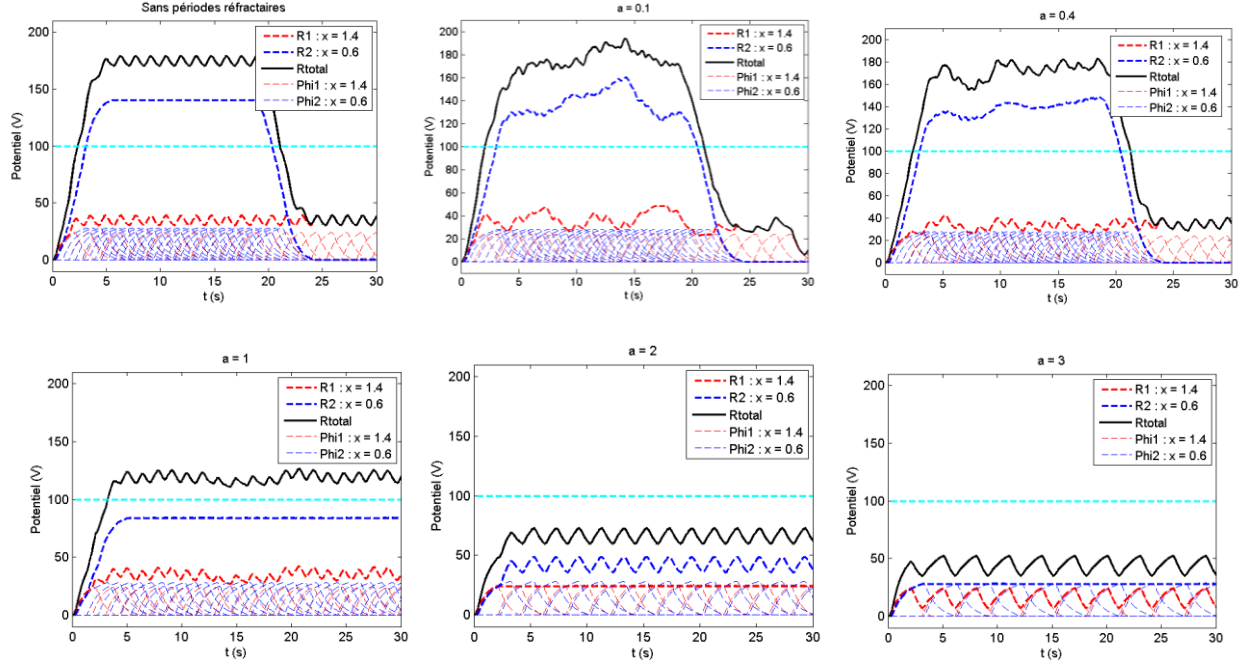 Sans périodes réfractaires
200
150
100
50
0
Potentiel (V)
0 5 10 15 20 25 30
t (s)
R1 : x = 1.4
R2 : x = 0.6
Rtotal
Phi1 : x = 1.4
Phi2 : x = 0.6
a = 0.1
200
180
160
140
120
100
80
60
40
20
0
Potentiel (V)
0 5 10 15 20 25 30
t (s)
R1 : x = 1.4
R2 : x = 0.6
Rtotal
Phi1 : x = 1.4
Phi2 : x = 0.6
a = 0.4
200
180
160
140
120
100
80
60
40
20
0
Potentiel (V)
0 5 10 15 20 25 30
t (s)
R1 : x = 1.4
R2 : x = 0.6
Rtotal
Phi1 : x = 1.4
Phi2 : x = 0.6
a = 1
200
150
100
50
0
Potentiel (V)
0 5 10 15 20 25 30
t (s)
R1 : x = 1.4
R2 : x = 0.6
Rtotal
Phi1 : x = 1.4
Phi2 : x = 0.6
a = 2
200
150
100
50
0
Potentiel (V)
0 5 10 15 20 25 30
t (s)
R1 : x = 1.4
R2 : x = 0.6
Rtotal
Phi1 : x = 1.4
Phi2 : x = 0.6
a = 3
200
150
100
50
0
Potentiel (V)
0 5 10 15 20 25 30
t (s)
R1 : x = 1.4
R2 : x = 0.6
Rtotal
Phi1 : x = 1.4
Phi2 : x = 0.6